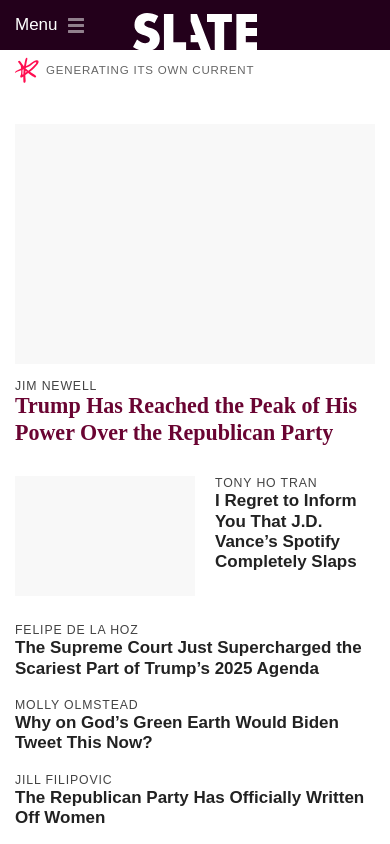 Menu
SLATE
GENERATING ITS OWN CURRENT
JIM NEWELL
Trump Has Reached the Peak of His
Power Over the Republican Party
TONY HO TRAN
I Regret to Inform
You That J.D.
Vance’s Spotify
Completely Slaps
FELIPE DE LA HOZ
The Supreme Court Just Supercharged the
Scariest Part of Trump’s 2025 Agenda
MOLLY OLMSTEAD
Why on God’s Green Earth Would Biden
Tweet This Now?
JILL FILIPOVIC
The Republican Party Has Officially Written
Off Women